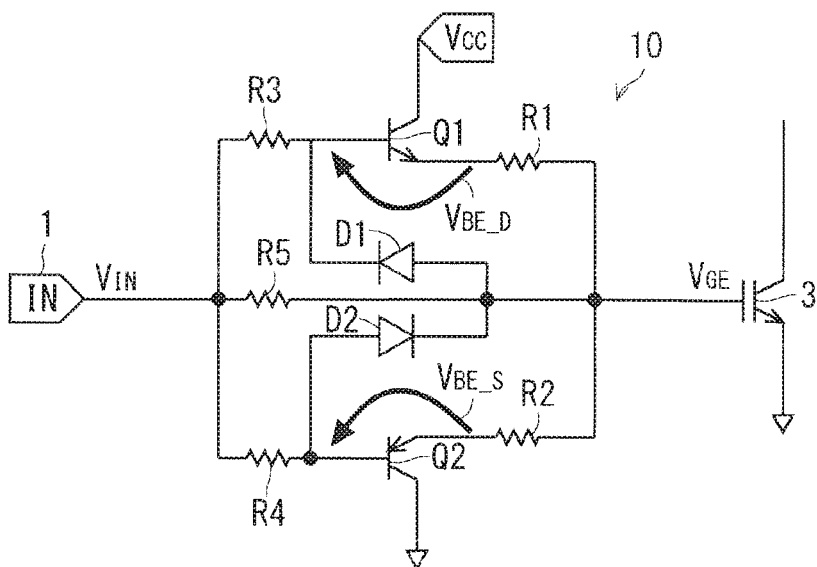 VCC
10
R3
Q1
R1
VBE_D
D1
1
R5
VIN
IN
VGE
3
D2
VBE_S
R2
Q2
R4